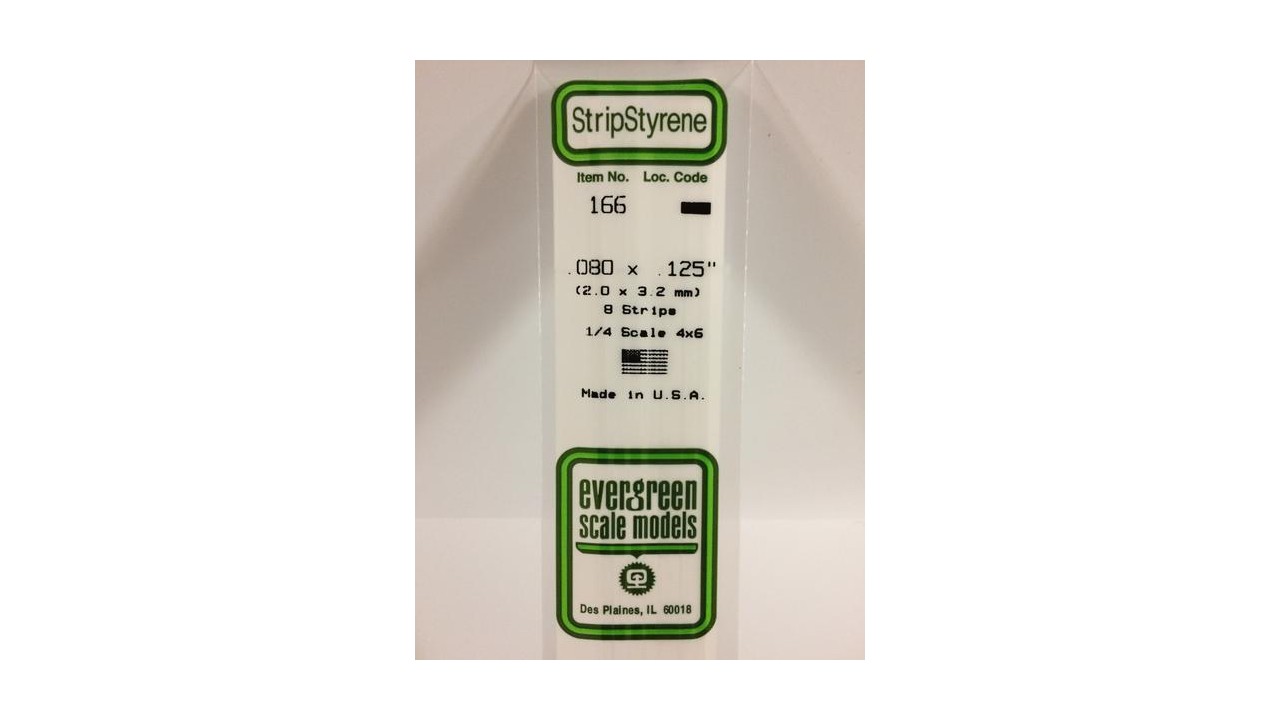 StripStyrene
Item No. Loc. Code
166
.080 x .125"
(2.0 x 3.2 mm)
8 Strips
1/4 Scale 4x6
Made in U.S.A.
evergreen
scale models
Des Plaines, IL 60018